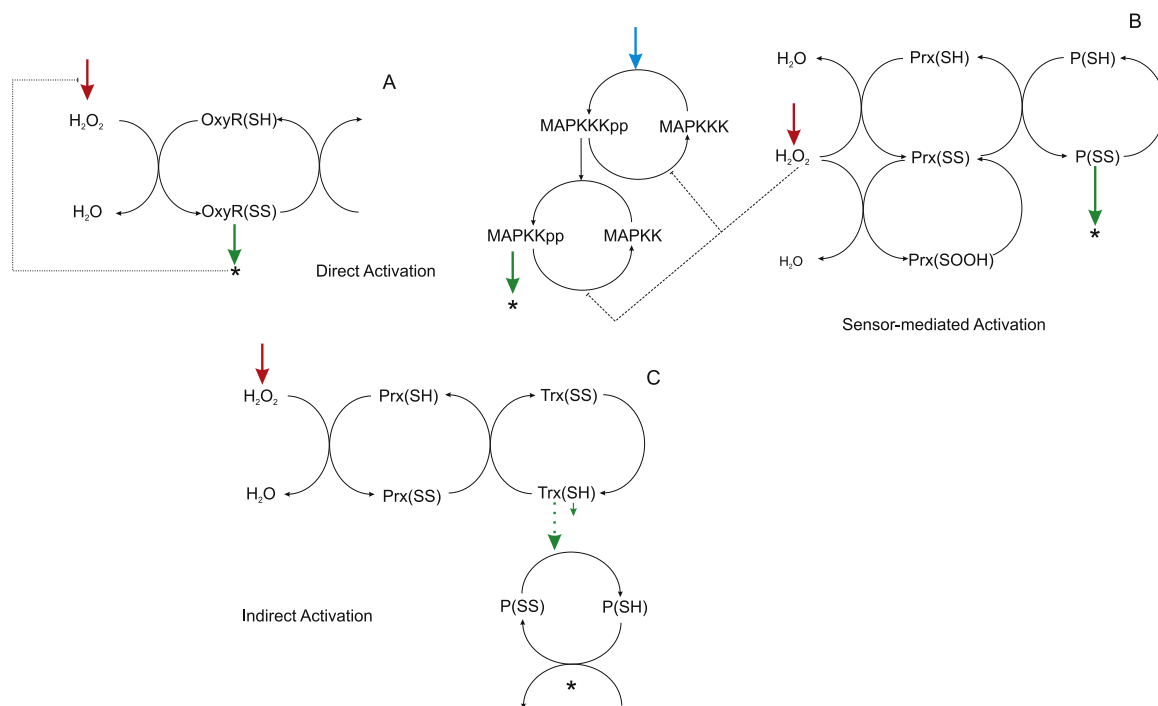 A
H₂O₂
OxyR(SH)
H₂O
OxyR(SS)
*
Direct Activation
MAPKKKpp
MAPKKK
MAPKKpp
MAPKK
*
B
H₂O
Prx(SH)
P(SH)
H₂O₂
Prx(SS)
P(SS)
*
H₂O
Prx(SOOH)
Sensor-mediated Activation
C
H₂O₂
Prx(SH)
Trx(SS)
H₂O
Prx(SS)
Trx(SH)
P(SS)
P(SH)
Indirect Activation
*